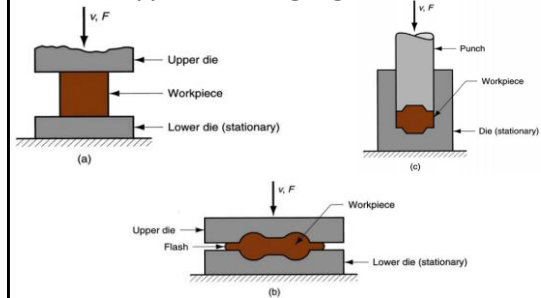 v, F
Upper die
Workpiece
Lower die (stationary)
(a)
v, F
Punch
Workpiece
Die (stationary)
(c)
v, F
Workpiece
Upper die
Flash
Lower die (stationary)
(b)